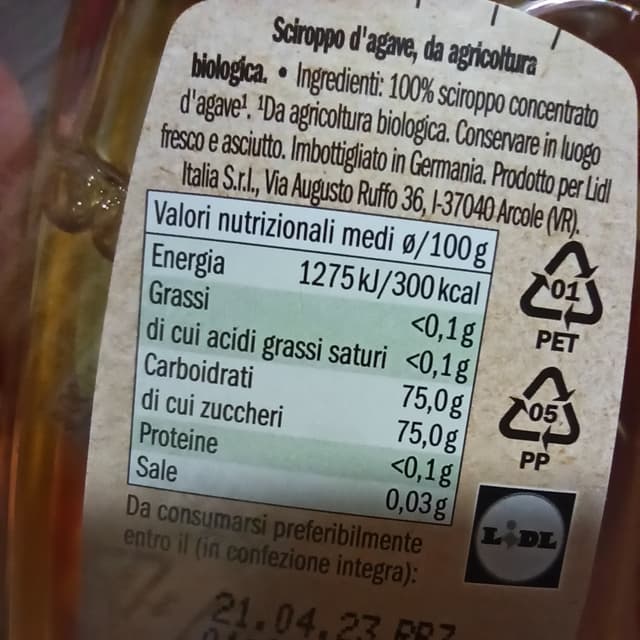 Sciroppo d'agave, da agricoltura
biologica. • Ingredienti: 100% sciroppo concentrato
d'agave¹. ¹Da agricoltura biologica. Conservare in luogo
fresco e asciutto. Imbottigliato in Germania. Prodotto per Lidl
Italia S.r.l., Via Augusto Ruffo 36, I-37040 Arcole (VR).
Valori nutrizionali medi ø/100g
Energia 1275 kJ/300 kcal
Grassi <0,1g
di cui acidi grassi saturi <0,1g
Carboidrati 75,0g
di cui zuccheri 75,0g
Proteine <0,1g
Sale 0,03g
01
PET
05
PP
LIDL
Da consumarsi preferibilmente
entro il (in confezione integra):
21.04.23